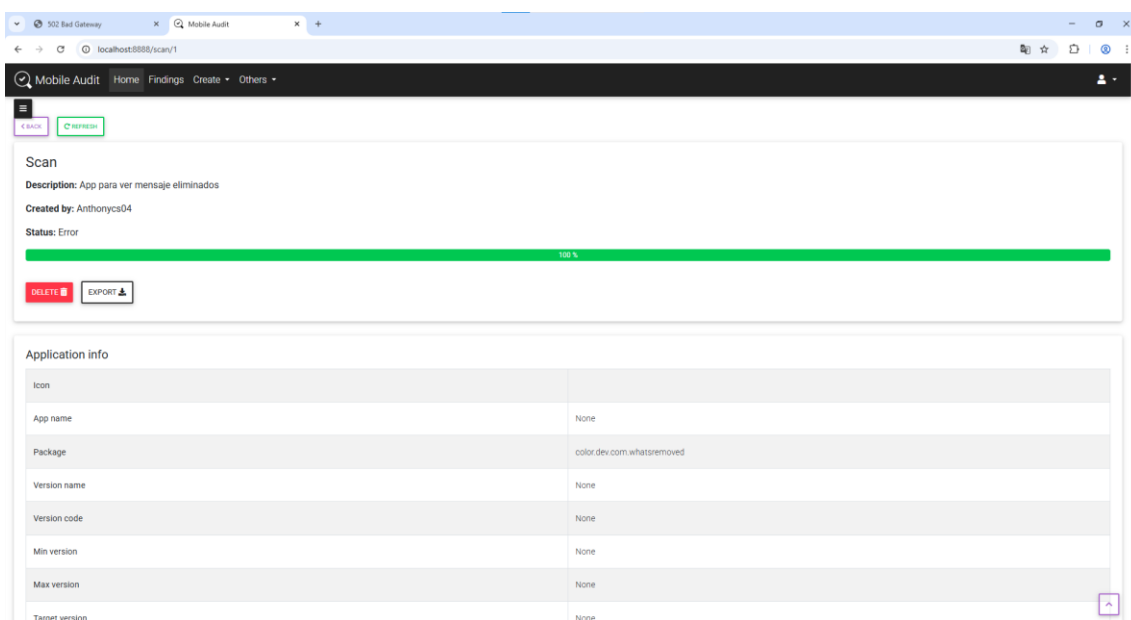 502 Bad Gateway
Mobile Audit
localhost:8888/scan/1
Mobile Audit Home Findings Create Others
BACK REFRESH
Scan
Description: App para ver mensaje eliminados
Created by: Anthonycs04
Status: Error
100 %
DELETE EXPORT
Application info
Icon
App name None
Package color.dev.com.whatsremoved
Version name None
Version code None
Min version None
Max version None
Target version None